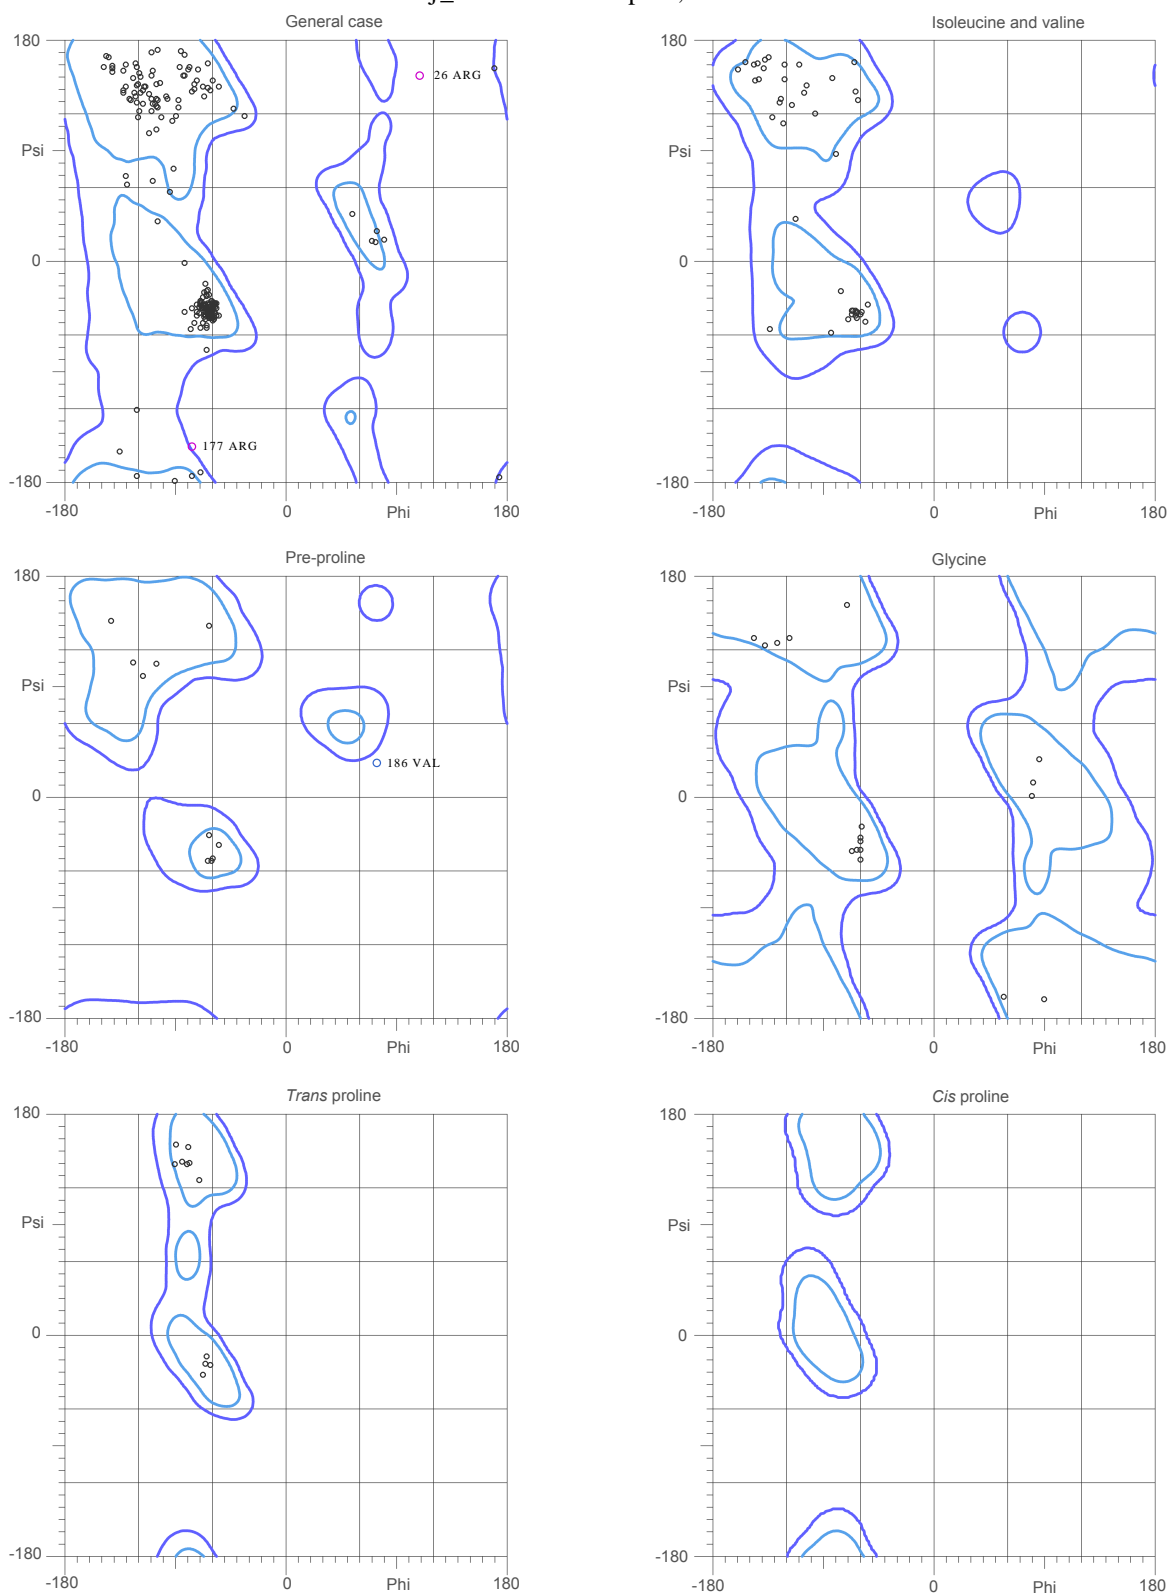 General case
Isoleucine and valine
180
180
26 ARG
Psi
Psi
0
0
177 ARG
-180
-180
-180
0
Phi
180
-180
0
Phi
180
Pre-proline
Glycine
180
180
Psi
Psi
186 VAL
0
0
-180
-180
-180
0
Phi
180
-180
0
Phi
180
Trans proline
Cis proline
180
180
Psi
Psi
0
0
-180
-180
-180
0
Phi
180
-180
0
Phi
180